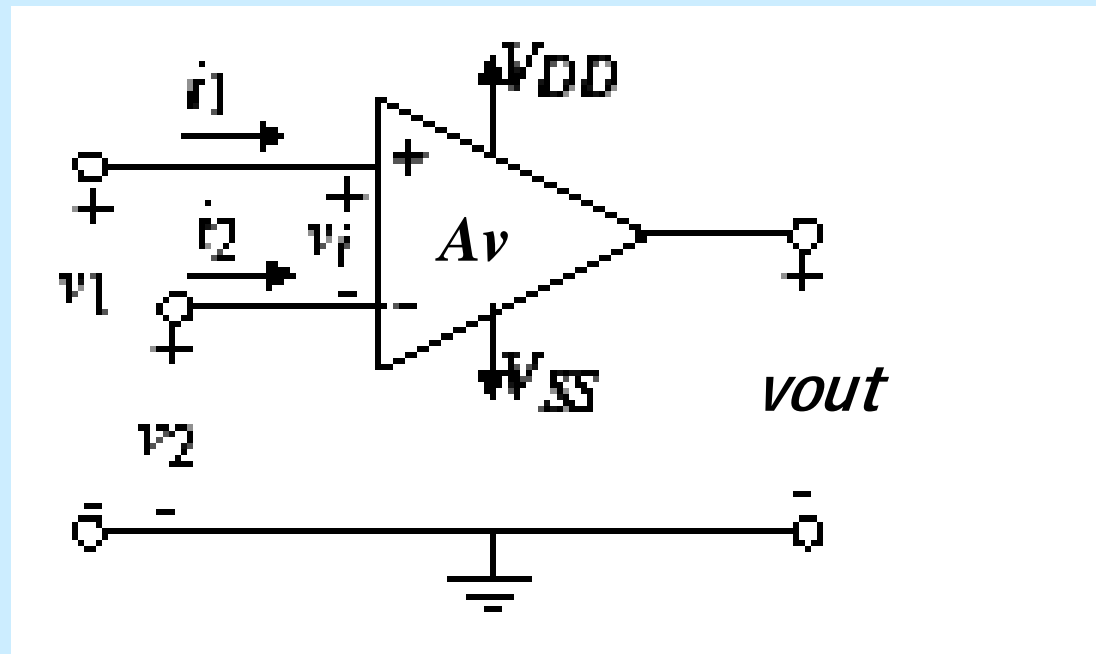 i1
VDD
+
+
+
i2
vi
Av
v1
-
-
+
+
VSS
vout
v2
-
-
-